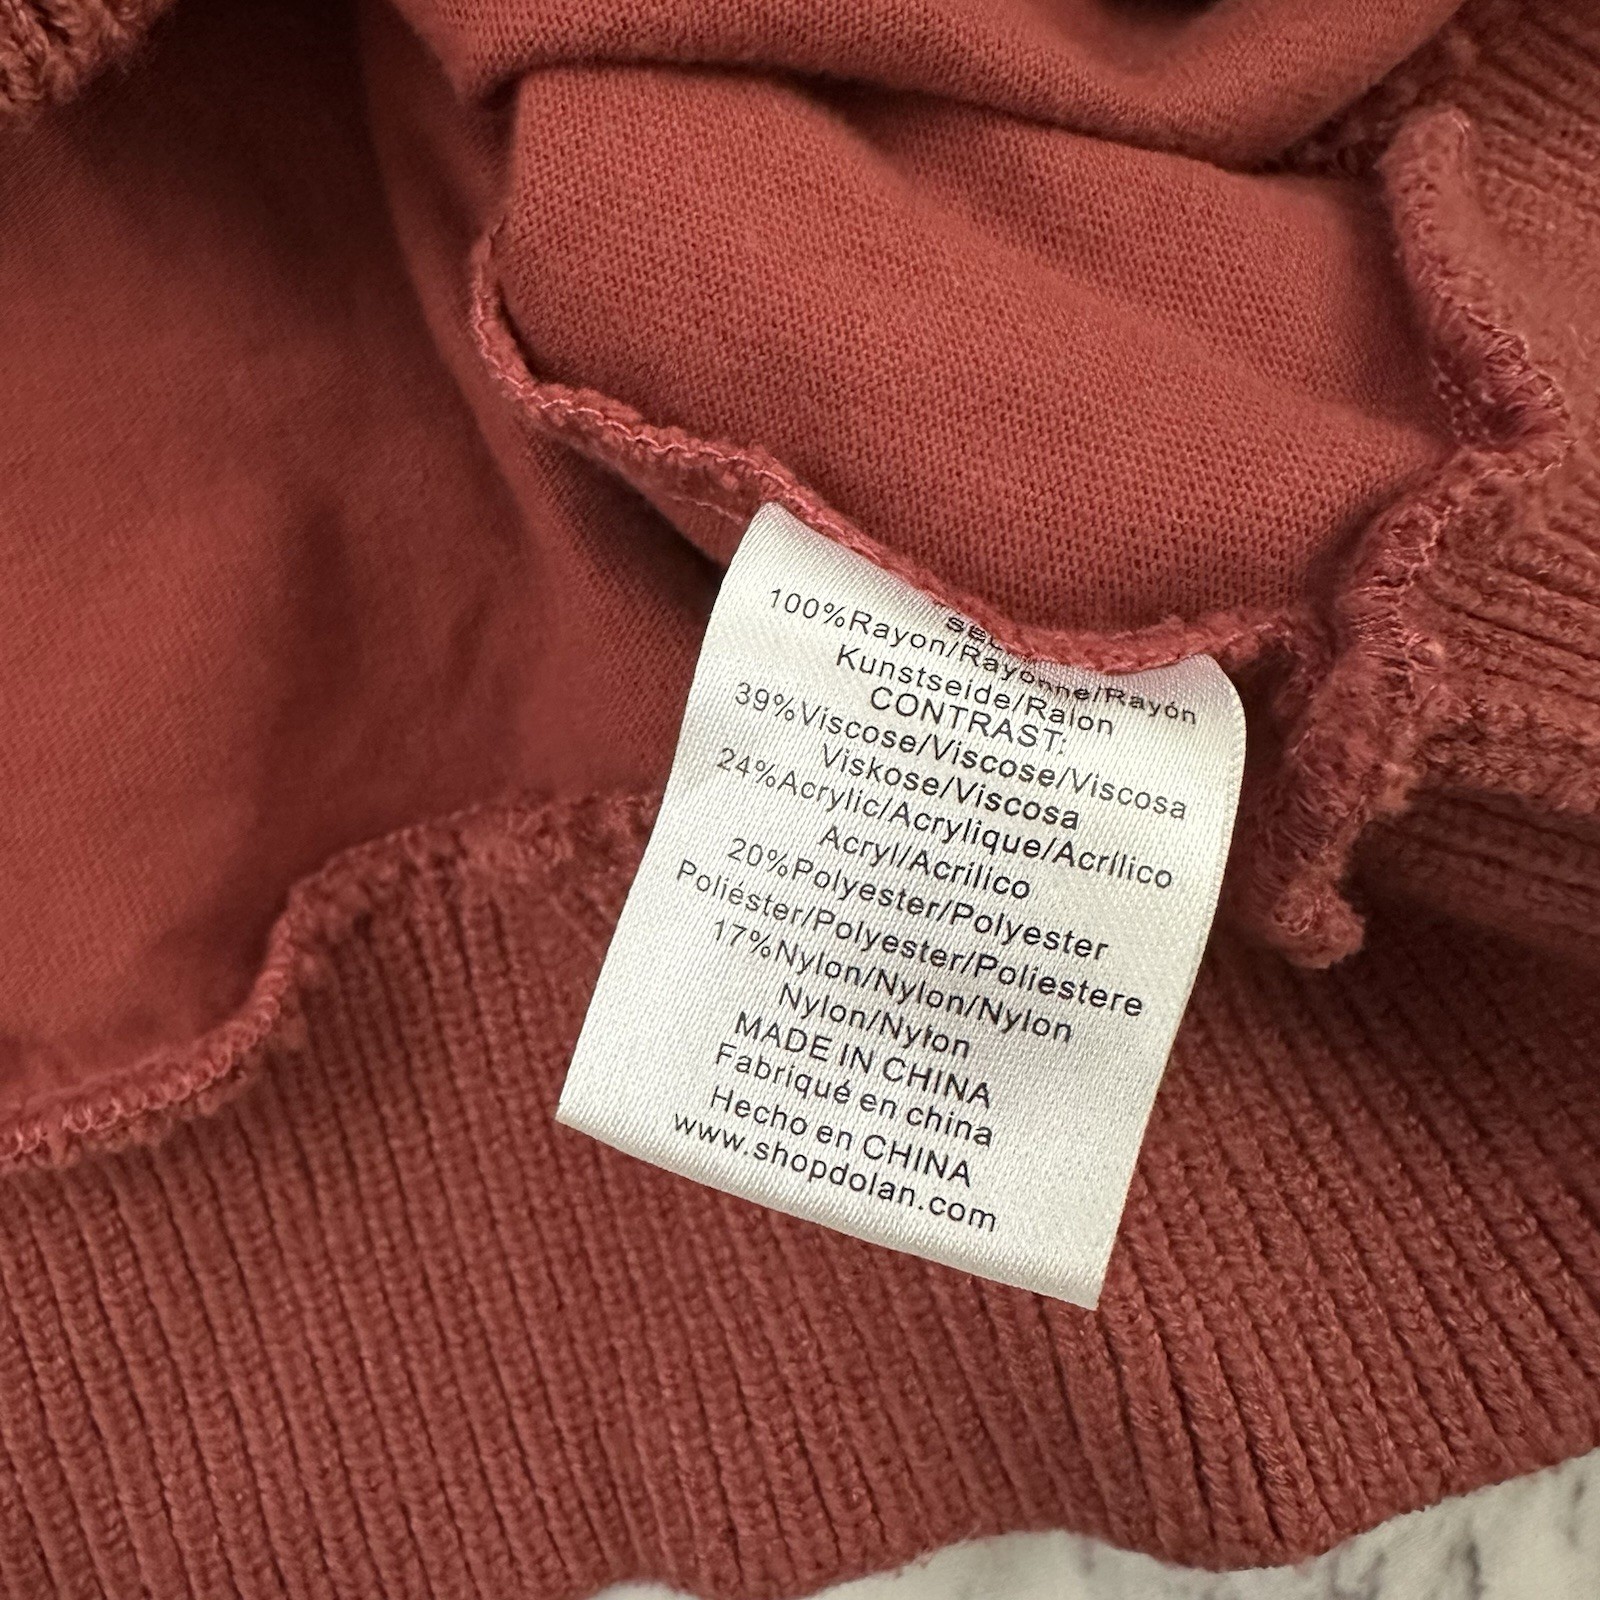 100%Rayon/Rayonne/Rayón
Kunstseide/Raion
CONTRAST:
39%Viscose/Viscose/Viscosa
Viskose/Viscosa
24%Acrylic/Acrylique/Acrílico
Acryl/Acrilico
20%Polyester/Polyester
Poliéster/Polyester/Poliestere
17%Nylon/Nylon/Nylon
Nylon/Nylon
MADE IN CHINA
Fabriqué en china
Hecho en CHINA
www.shopdolan.com